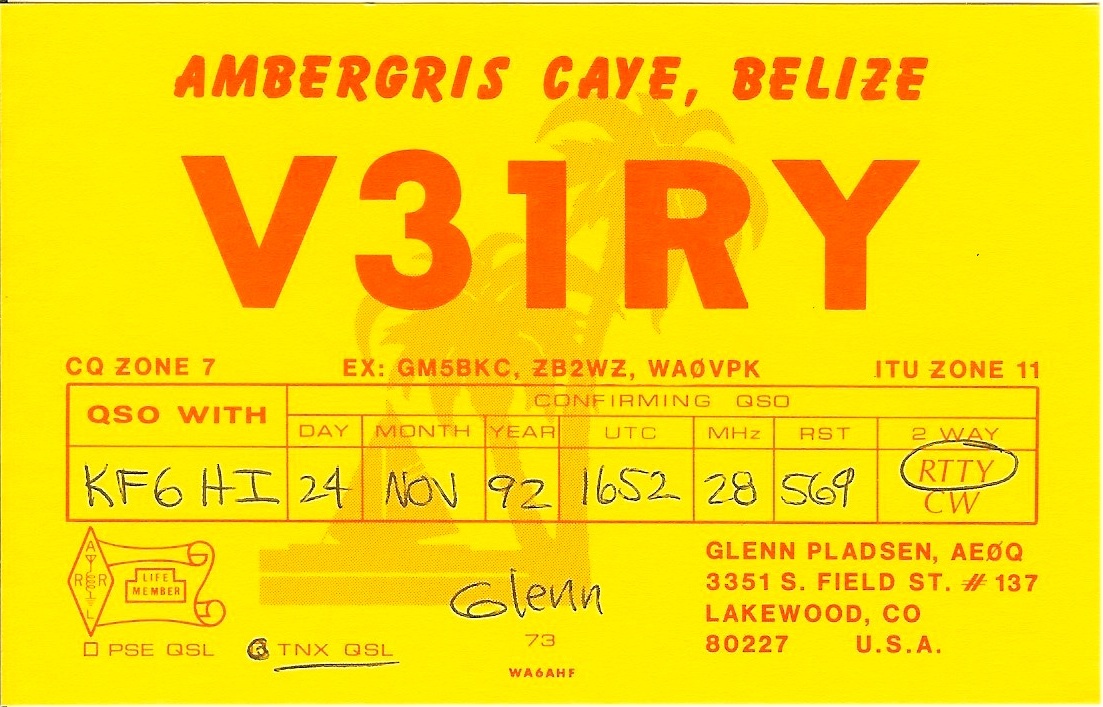 AMBERGRIS CAYE, BELIZE
V31RY
CQ ZONE 7 EX: GM5BKC, ZB2WZ, WAØVPK ITU ZONE 11
QSO WITH CONFIRMING QSO
DAY MONTH YEAR UTC MHz RST 2 WAY
KF6HI 24 NOV 92 1652 28 569 RTTY
CW
A
R R
L
LIFE
MEMBER
GLENN PLADSEN, AEØQ
3351 S. FIELD ST. # 137
LAKEWOOD, CO
80227 U.S.A.
Glenn
PSE QSL TNX QSL 73
WA6AHF